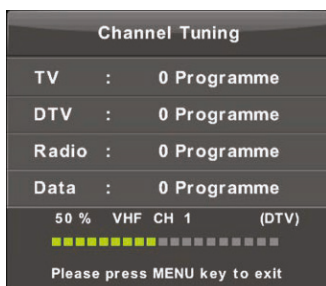 Channel Tuning
TV : 0 Programme
DTV : 0 Programme
Radio : 0 Programme
Data : 0 Programme
50 % VHF CH 1 (DTV)
Please press MENU key to exit